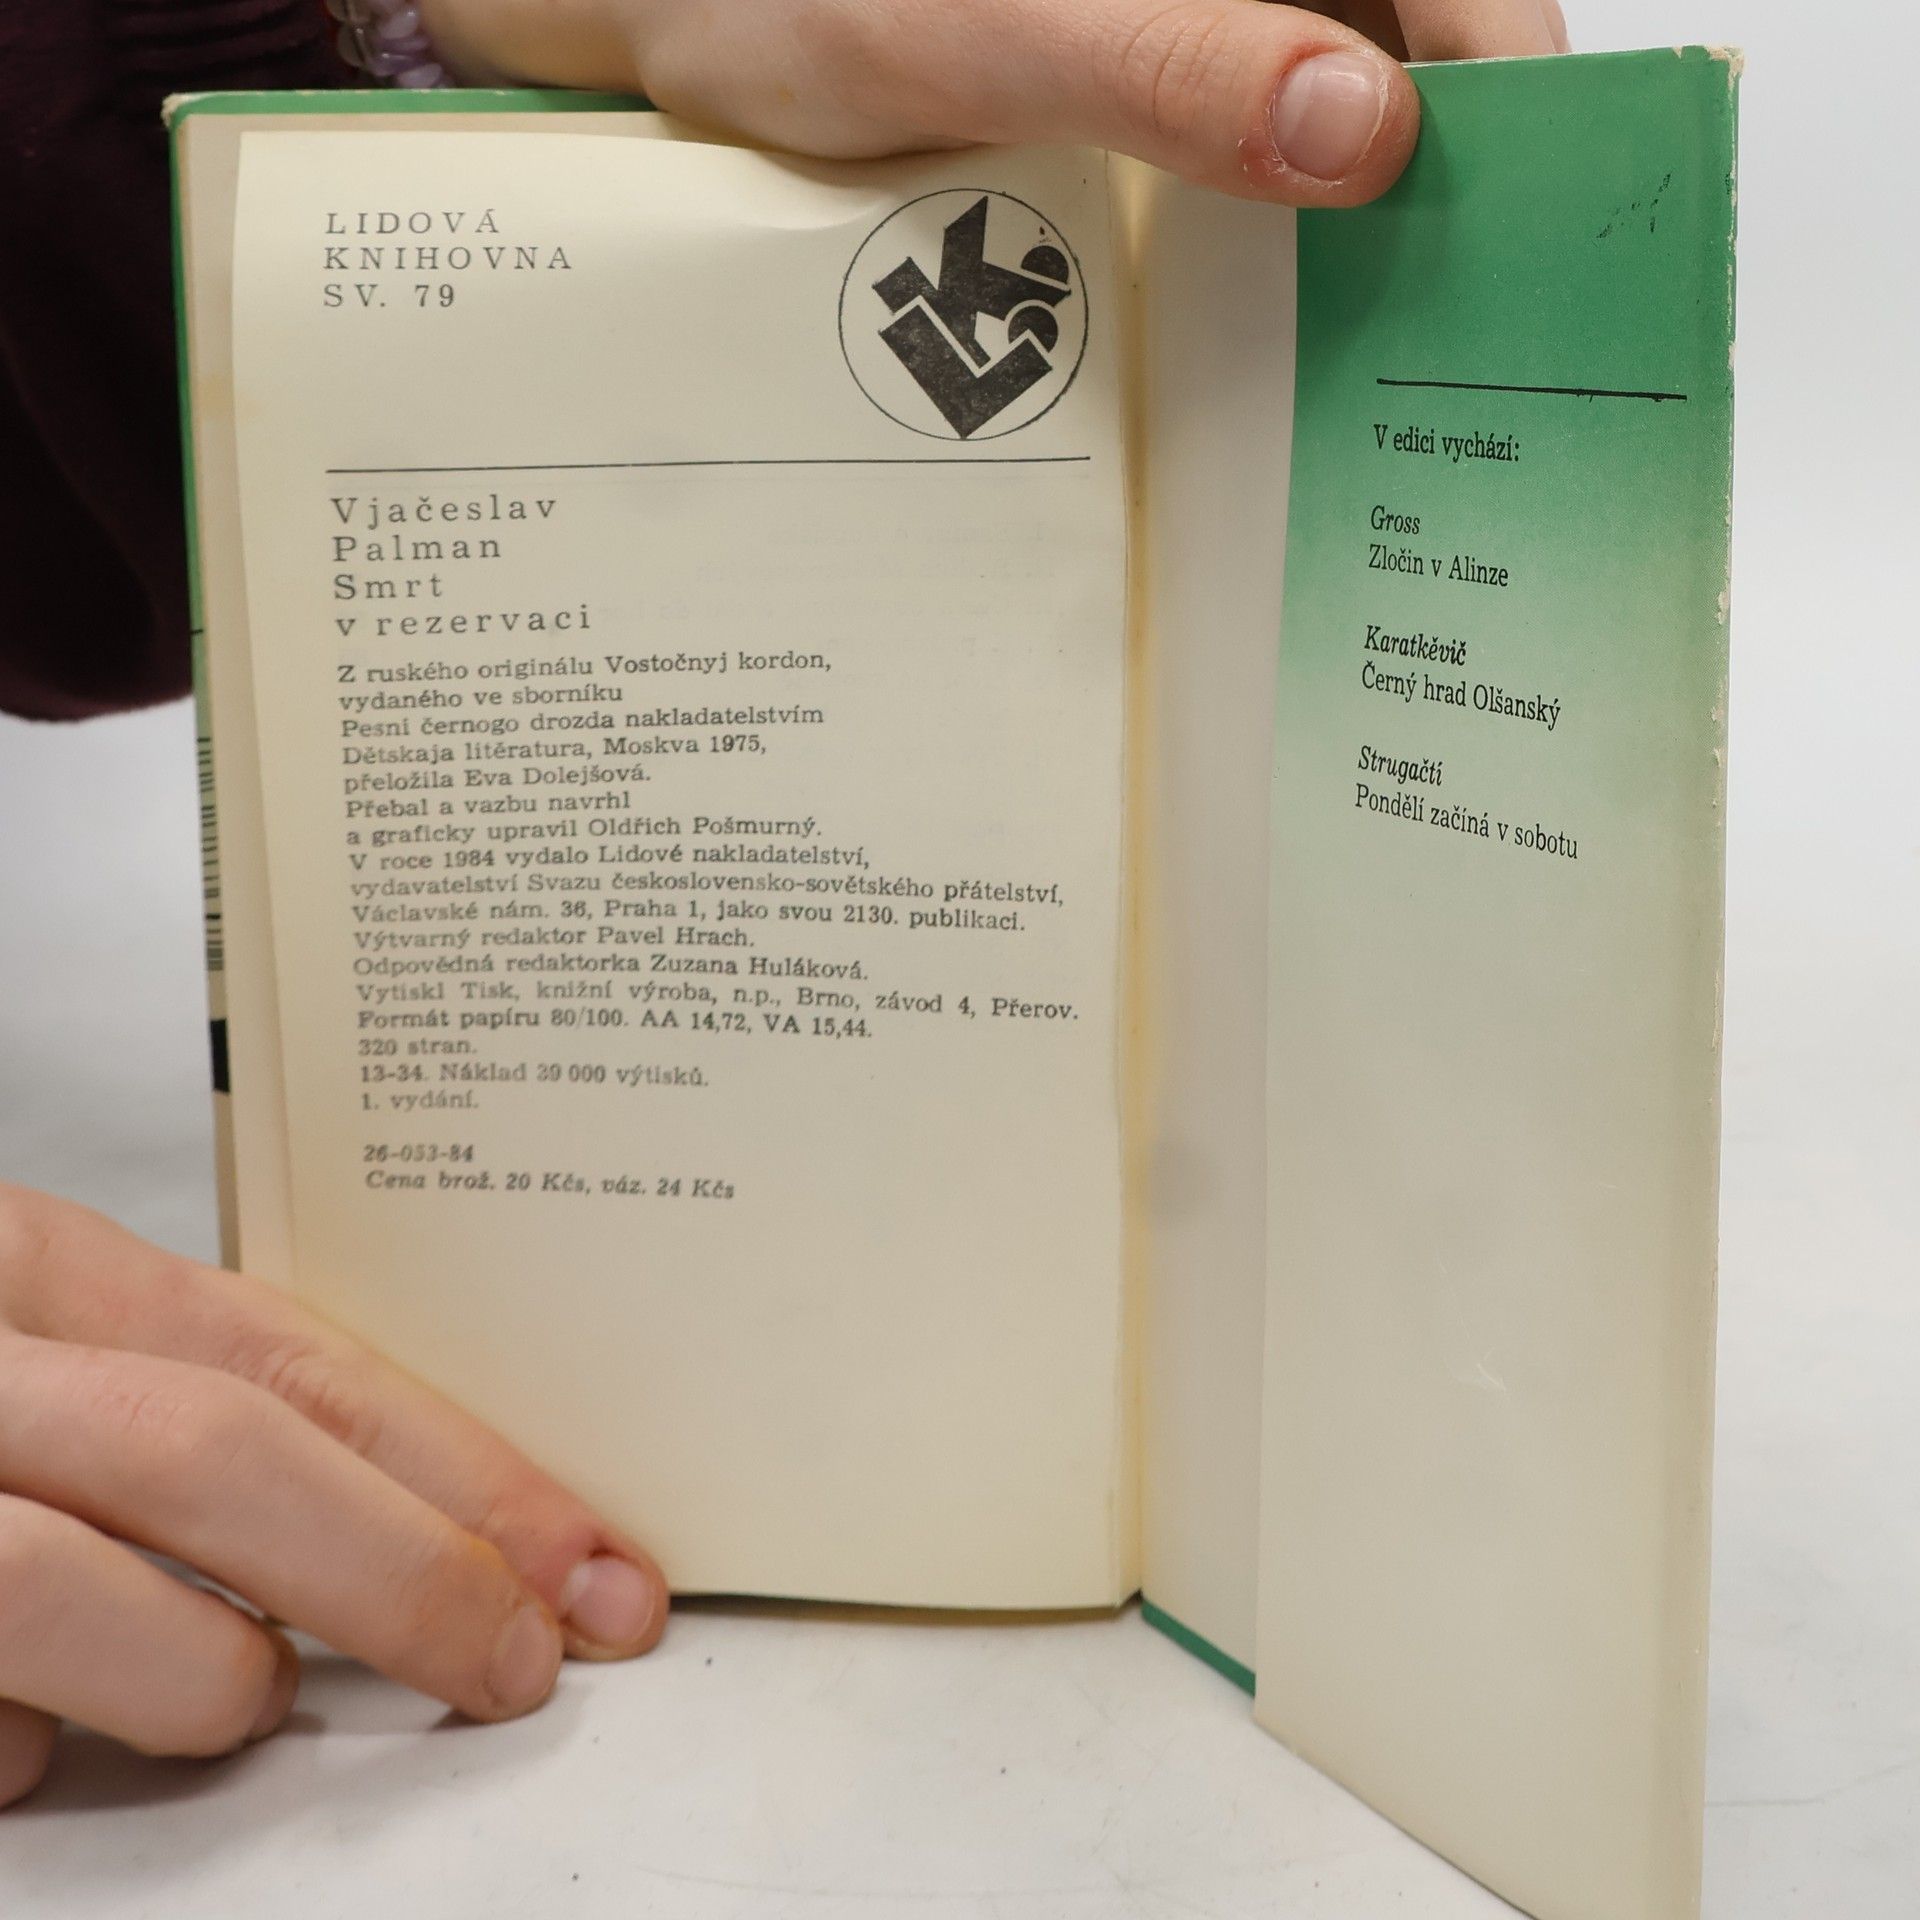 LIDOVÁ
KNIHOVNA
SV. 79
Vjačeslav
Palman
Smrt
v rezervaci
Z ruského originálu Vostočnyj kordon,
vydaného ve sborníku
Pesni černogo drozda nakladatelstvím
Dětskaja litěratura, Moskva 1975,
přeložila Eva Dolejšová.
Přebal a vazbu navrhl
a graficky upravil Oldřich Pošmurný.
V roce 1984 vydalo Lidové nakladatelství,
vydavatelství Svazu československo-sovětského přátelství,
Václavské nám. 36, Praha 1, jako svou 2130. publikaci.
Výtvarný redaktor Pavel Hrach.
Odpovědná redaktorka Zuzana Huláková.
Vytiskl Tisk, knižní výroba, n.p., Brno, závod 4, Přerov.
Formát papíru 80/100. AA 14,72, VA 15,44.
320 stran.
13-34. Náklad 39 000 výtisků.
1. vydání.
26-053-84
Cena brož. 20 Kčs, váz. 24 Kčs
V edici vychází:
Gross
Zločin v Alinze
Karatkěvič
Černý hrad Olšanský
Strugačtí
Pondělí začíná v sobotu